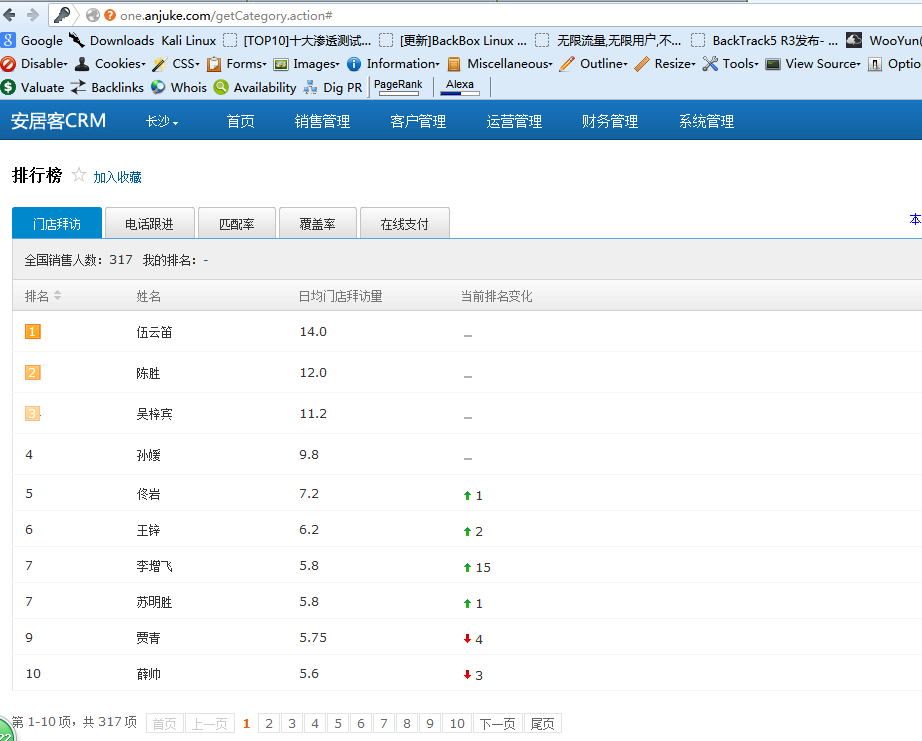 one.anjuke.com/getCategory.action#
Google Downloads Kali Linux [TOP10]十大渗透测试... [更新]BackBox Linux ... 无限流量,无限用户,不... BackTrack5 R3发布- ... WooYun(
Disable Cookies CSS Forms Images Information Miscellaneous Outline Resize Tools View Source Optio
Valuate Backlinks Whois Availability Dig PR PageRank Alexa
安居客CRM 长沙 首页 销售管理 客户管理 运营管理 财务管理 系统管理
排行榜 加入收藏
门店拜访 电话跟进 匹配率 覆盖率 在线支付 本
全国销售人数：317 我的排名：-
排名 姓名 日均门店拜访量 当前排名变化
1 伍云笛 14.0 –
2 陈胜 12.0 –
3 吴梓宾 11.2 –
4 孙媛 9.8 –
5 佟岩 7.2 1
6 王锌 6.2 2
7 李增飞 5.8 15
7 苏明胜 5.8 1
9 贾青 5.75 4
10 薛帅 5.6 3
第 1-10 项，共 317 项 首页 上一页 1 2 3 4 5 6 7 8 9 10 下一页 尾页